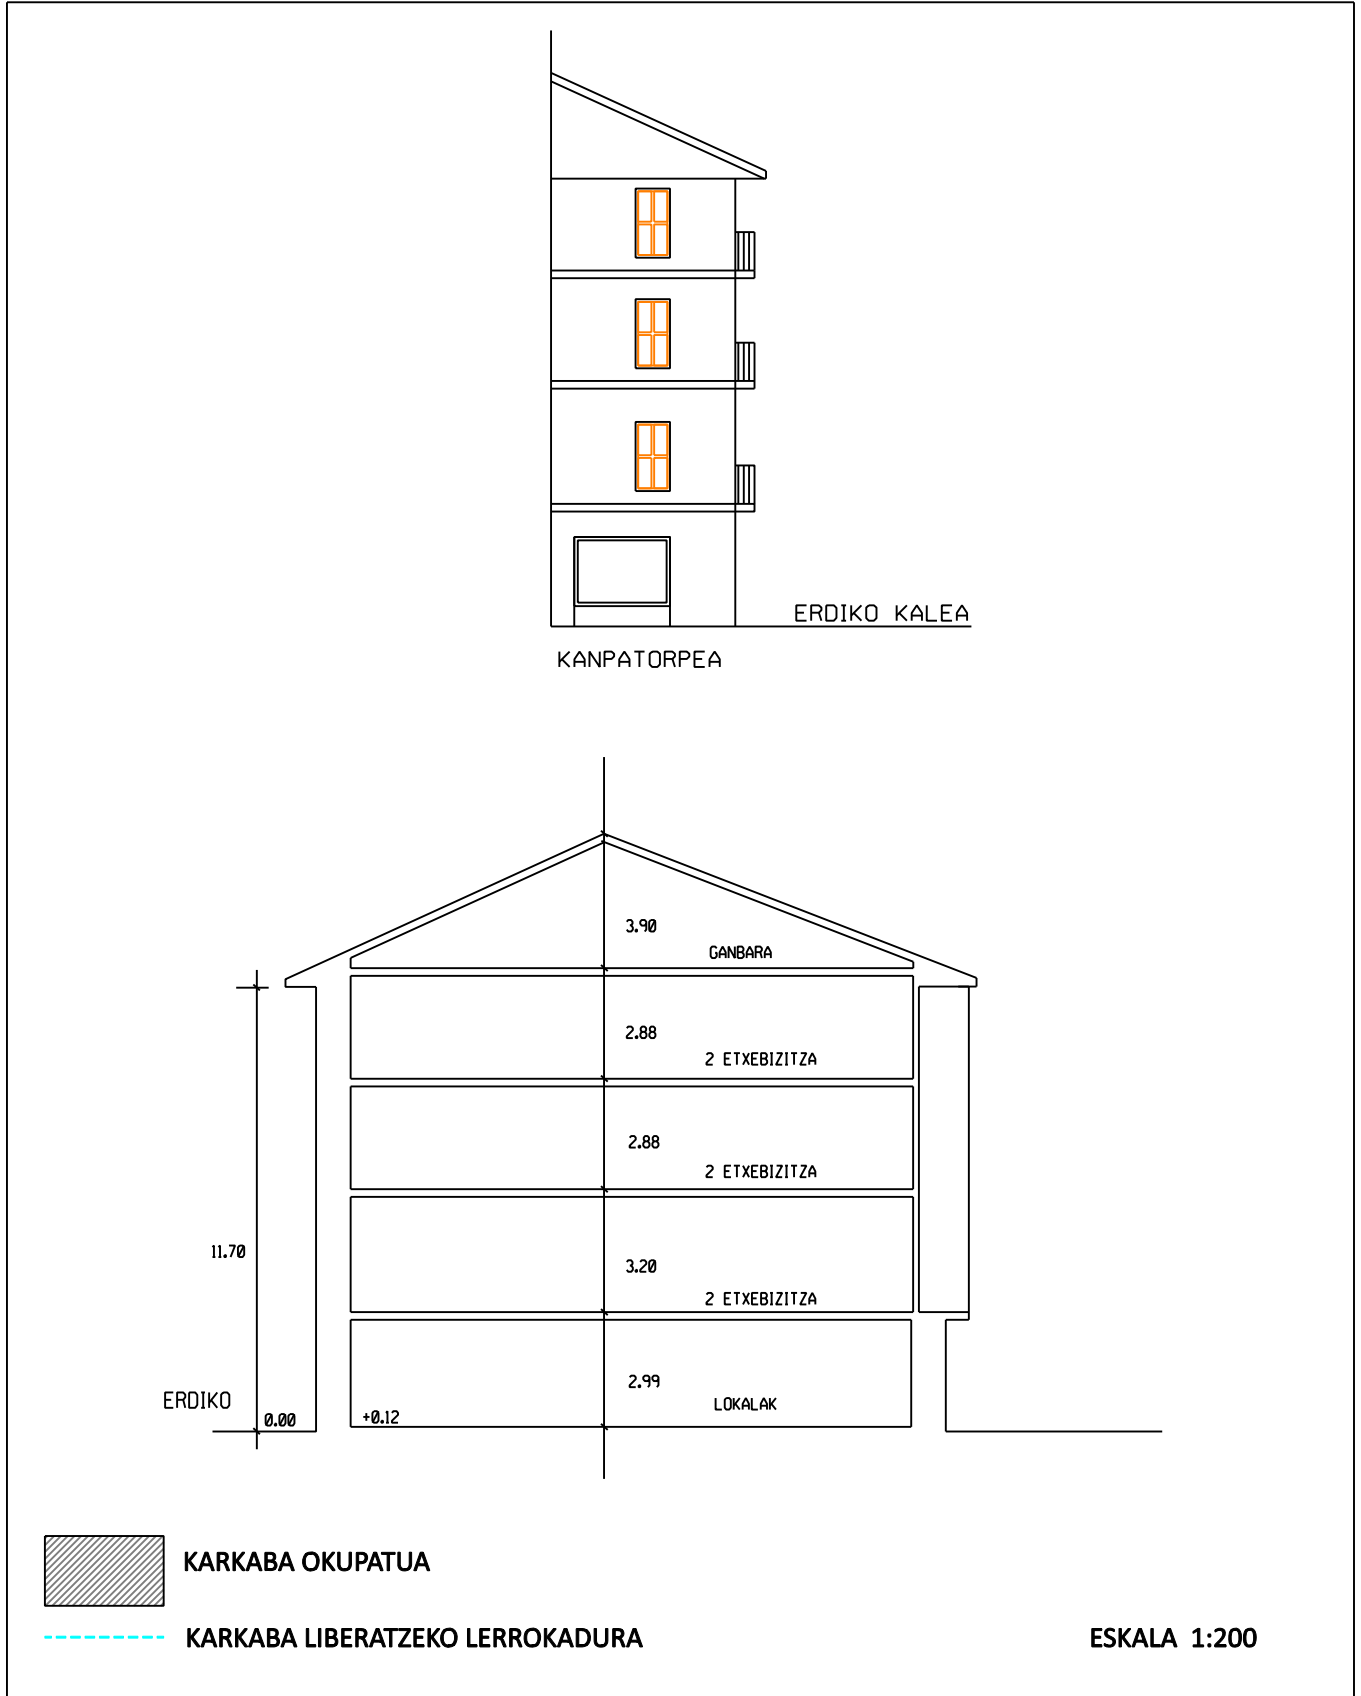 ERDIKO KALEA
KANPATORPEA
3.90
GANBARA
2.88
2 ETXEBIZITZA
2.88
2 ETXEBIZITZA
11.70
3.20
2 ETXEBIZITZA
2.99
LOKALAK
ERDIKO
0.00
+0.12
KARKABA OKUPATUA
KARKABA LIBERATZEKO LERROKADURA
ESKALA 1:200